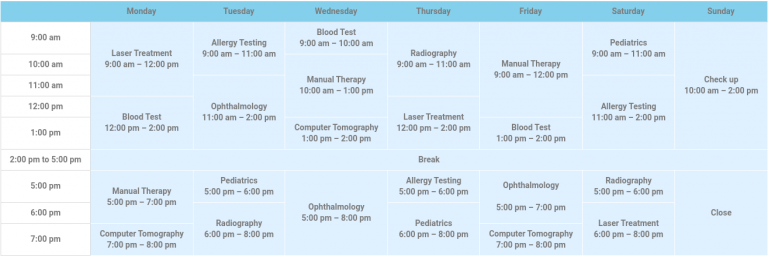 Monday Tuesday Wednesday Thursday Friday Saturday Sunday
9:00 am
10:00 am
11:00 am
12:00 pm
1:00 pm
2:00 pm to 5:00 pm
5:00 pm
6:00 pm
7:00 pm
Laser Treatment
9:00 am – 12:00 pm
Blood Test
12:00 pm – 2:00 pm
Allergy Testing
9:00 am – 11:00 am
Ophthalmology
11:00 am – 2:00 pm
Blood Test
9:00 am – 10:00 am
Manual Therapy
10:00 am – 1:00 pm
Computer Tomography
1:00 pm – 2:00 pm
Radiography
9:00 am – 11:00 am
Laser Treatment
12:00 pm – 2:00 pm
Manual Therapy
9:00 am – 12:00 pm
Blood Test
1:00 pm – 2:00 pm
Pediatrics
9:00 am – 11:00 am
Allergy Testing
11:00 am – 2:00 pm
Check up
10:00 am – 2:00 pm
Break
Manual Therapy
5:00 pm – 7:00 pm
Computer Tomography
7:00 pm – 8:00 pm
Pediatrics
5:00 pm – 6:00 pm
Radiography
6:00 pm – 8:00 pm
Ophthalmology
5:00 pm – 8:00 pm
Allergy Testing
5:00 pm – 6:00 pm
Pediatrics
6:00 pm – 8:00 pm
Ophthalmology
5:00 pm – 7:00 pm
Computer Tomography
7:00 pm – 8:00 pm
Radiography
5:00 pm – 6:00 pm
Laser Treatment
6:00 pm – 8:00 pm
Close